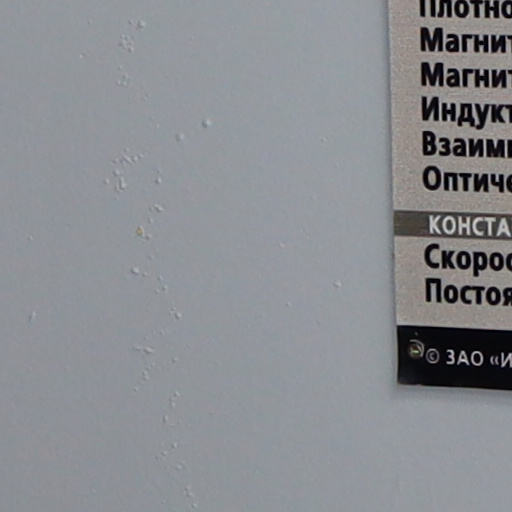 Плотно
Магнит
Магнит
Индукт
Взаим
Оптиче
КОНСТА
Скорос
Постоя
© ЗАО «И